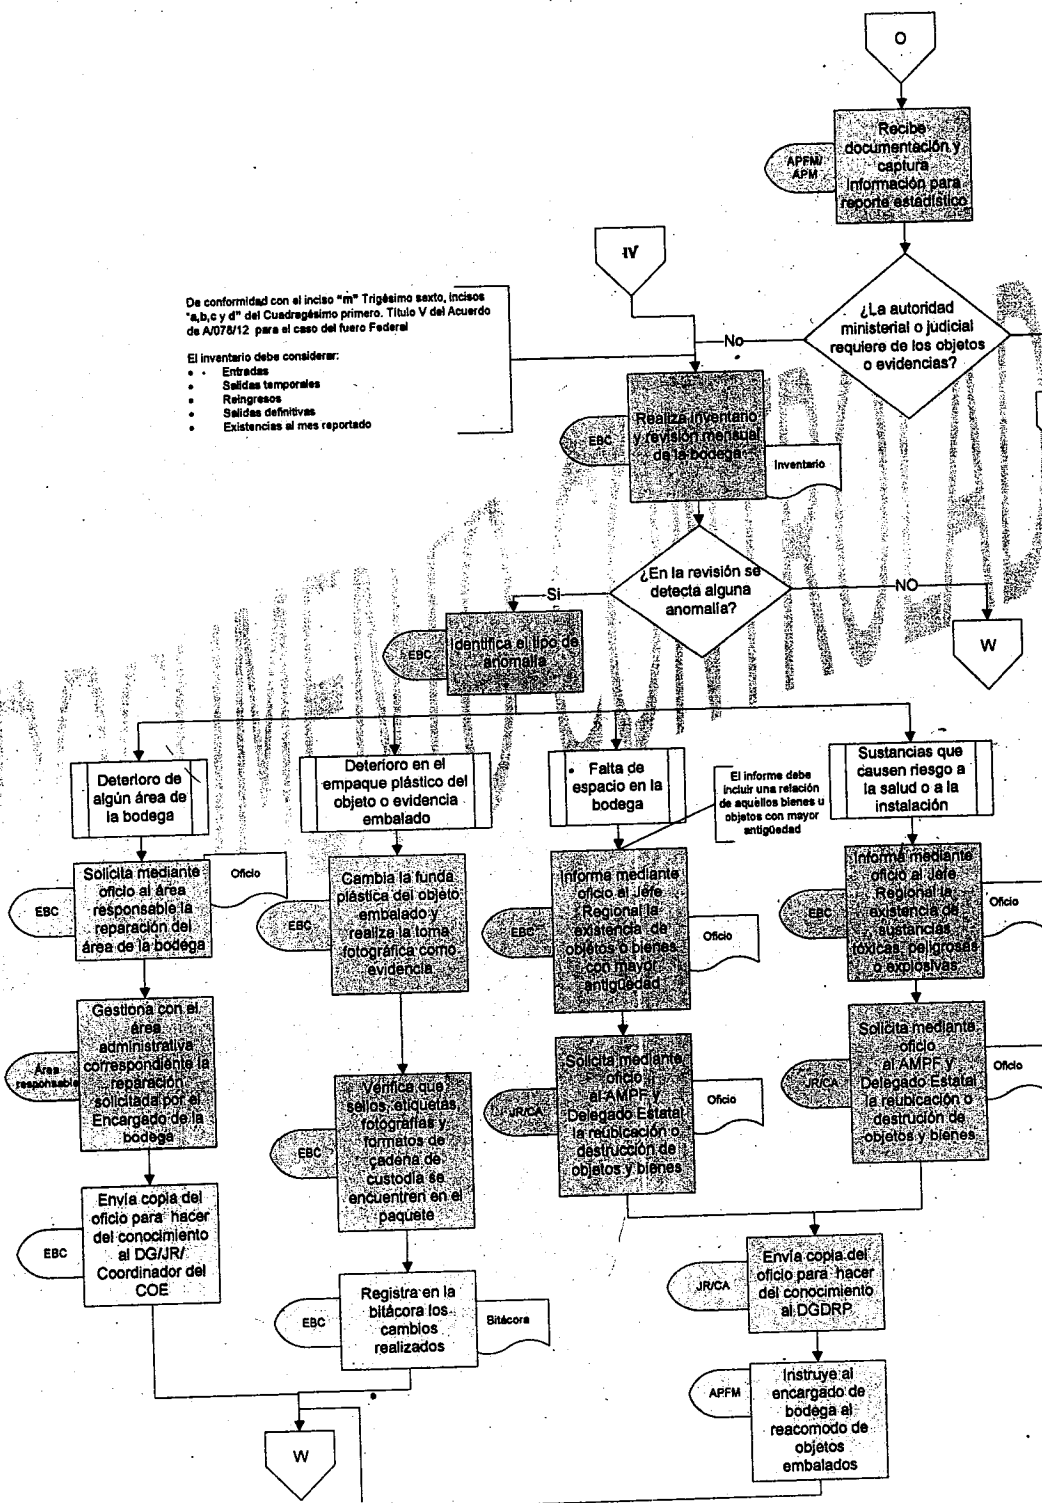 O
Recibe
documentación y
captura
información para
reporte estadístico
APFM/
APM
IV
De conformidad con el inciso "m" Trigésimo sexto, incisos
"a,b,c y d" del Cuadragésimo primero. Título V del Acuerdo
de A/078/12 para el caso del fuero Federal
El inventario debe considerar:
• Entradas
• Salidas temporales
• Reingresos
• Salidas definitivas
• Existencias al mes reportado
¿La autoridad
ministerial o judicial
requiere de los objetos
o evidencias?
No
Realiza inventario
y revisión mensual
de la bodega
EBC
Inventario
¿En la revisión se
detecta alguna
anomalía?
Si
NO
W
Identifica el tipo de
anomalía
EBC
Deterioro de
algún área de
la bodega
Deterioro en el
empaque plástico del
objeto o evidencia
embalado
Falta de
espacio en la
bodega
El informe debe
incluir una relación
de aquellos bienes u
objetos con mayor
antigüedad
Sustancias que
causen riesgo a
la salud o a la
instalación
Solicita mediante
oficio al área
responsable la
reparación del
área de la bodega
EBC
Oficio
Cambia la funda
plástica del objeto
embalado y
realiza la toma
fotográfica como
evidencia
EBC
Informa mediante
oficio al Jefe
Regional la
existencia de
objetos o bienes
con mayor
antigüedad
EBC
Oficio
Informa mediante
oficio al Jefe
Regional la
existencia de
sustancias
tóxicas, peligrosas
o explosivas
EBC
Oficio
Gestiona con el
área
administrativa
correspondiente la
reparación
solicitada por el
Encargado de la
bodega
Área
responsable
Verifica que
sellos, etiquetas,
fotografías y
formatos de
cadena de
custodia se
encuentren en el
paquete
EBC
Solicita mediante
oficio
al AMPF y
Delegado Estatal
la reubicación o
destrucción de
objetos y bienes
JR/CA
Oficio
Solicita mediante
oficio
al AMPF y
Delegado Estatal
la reubicación o
destrución de
objetos y bienes
JR/CA
Oficio
Envía copia del
oficio para hacer
del conocimiento
al DG/JR/
Coordinador del
COE
EBC
Registra en la
bitácora los
cambios
realizados
EBC
Bitácora
Envía copia del
oficio para hacer
del conocimiento
al DGDRP
JR/CA
Instruye al
encargado de
bodega al
reacomodo de
objetos
embalados
APFM
W